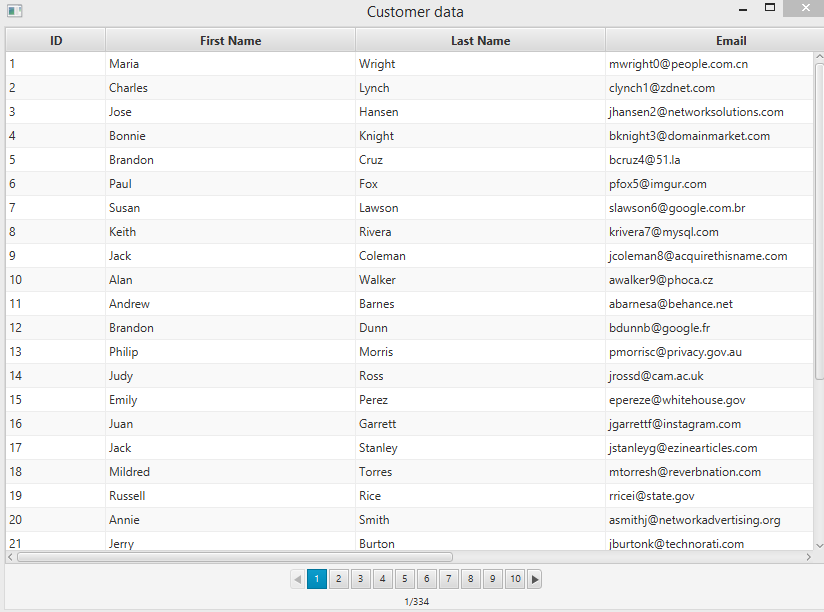 Customer data
ID First Name Last Name Email
1 Maria Wright mwright0@people.com.cn
2 Charles Lynch clynch1@zdnet.com
3 Jose Hansen jhansen2@networksolutions.com
4 Bonnie Knight bknight3@domainmarket.com
5 Brandon Cruz bcruz4@51.la
6 Paul Fox pfox5@imgur.com
7 Susan Lawson slawson6@google.com.br
8 Keith Rivera krivera7@mysql.com
9 Jack Coleman jcoleman8@acquirethisname.com
10 Alan Walker awalker9@phoca.cz
11 Andrew Barnes abarnesa@behance.net
12 Brandon Dunn bdunnb@google.fr
13 Philip Morris pmorrisc@privacy.gov.au
14 Judy Ross jrossd@cam.ac.uk
15 Emily Perez epereze@whitehouse.gov
16 Juan Garrett jgarrettf@instagram.com
17 Jack Stanley jstanleyg@ezinearticles.com
18 Mildred Torres mtorresh@reverbnation.com
19 Russell Rice rricei@state.gov
20 Annie Smith asmithj@networkadvertising.org
21 Jerry Burton jburtonk@technorati.com
1 2 3 4 5 6 7 8 9 10
1/334